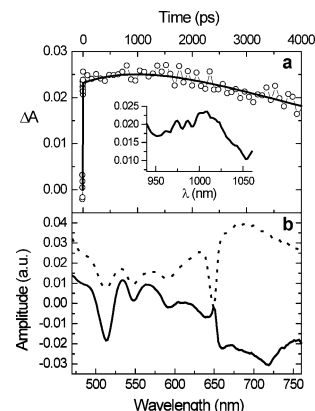 Time (ps)
0 1000 2000 3000 4000
0.03
a
0.02
ΔA
0.01
0.00
0.025
0.020
0.015
0.010
950 1000 1050
λ (nm)
b
0.04
0.03
0.02
0.01
0.00
-0.01
-0.02
-0.03
Amplitude (a.u.)
500 550 600 650 700 750
Wavelength (nm)